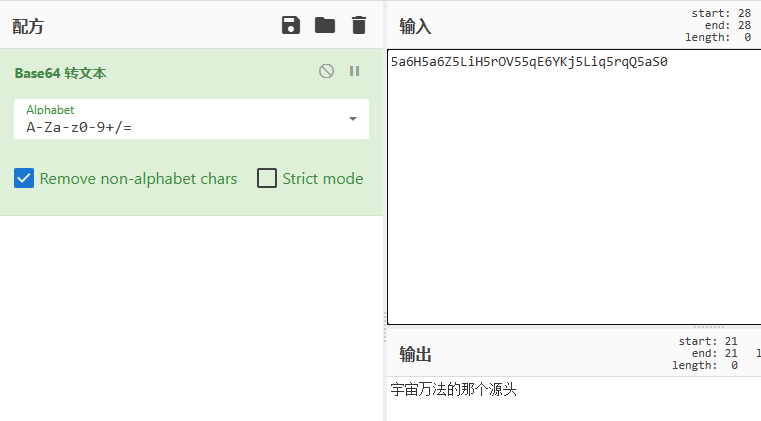 配方
Base64 转文本
Alphabet
A-Za-z0-9+/=
Remove non-alphabet chars
Strict mode
输入
start: 28
end: 28
length: 0
5a6H5a6Z5LiH5rOV55qE6YKj5Liq5rqQ5aS0
输出
start: 21
end: 21
length: 0
宇宙万法的那个源头